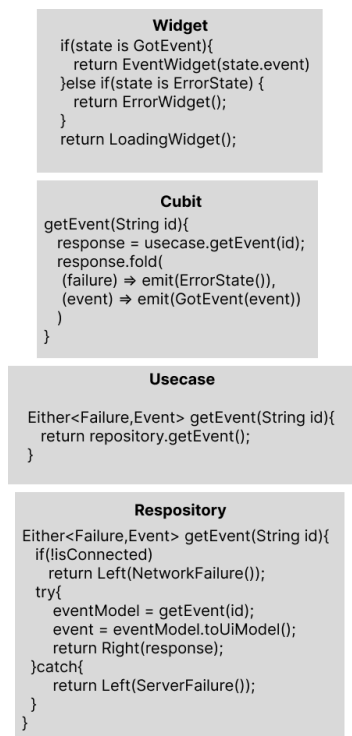 Widget
if(state is GotEvent){
return EventWidget(state.event)
}else if(state is ErrorState) {
return ErrorWidget();
}
return LoadingWidget();
Cubit
getEvent(String id){
response = usecase.getEvent(id);
response.fold(
(failure) => emit(ErrorState()),
(event) => emit(GotEvent(event))
)
}
Usecase
Either<Failure,Event> getEvent(String id){
return repository.getEvent();
}
Respository
Either<Failure,Event> getEvent(String id){
if(!isConnected)
return Left(NetworkFailure());
try{
eventModel = getEvent(id);
event = eventModel.toUiModel();
return Right(response);
}catch{
return Left(ServerFailure());
}
}